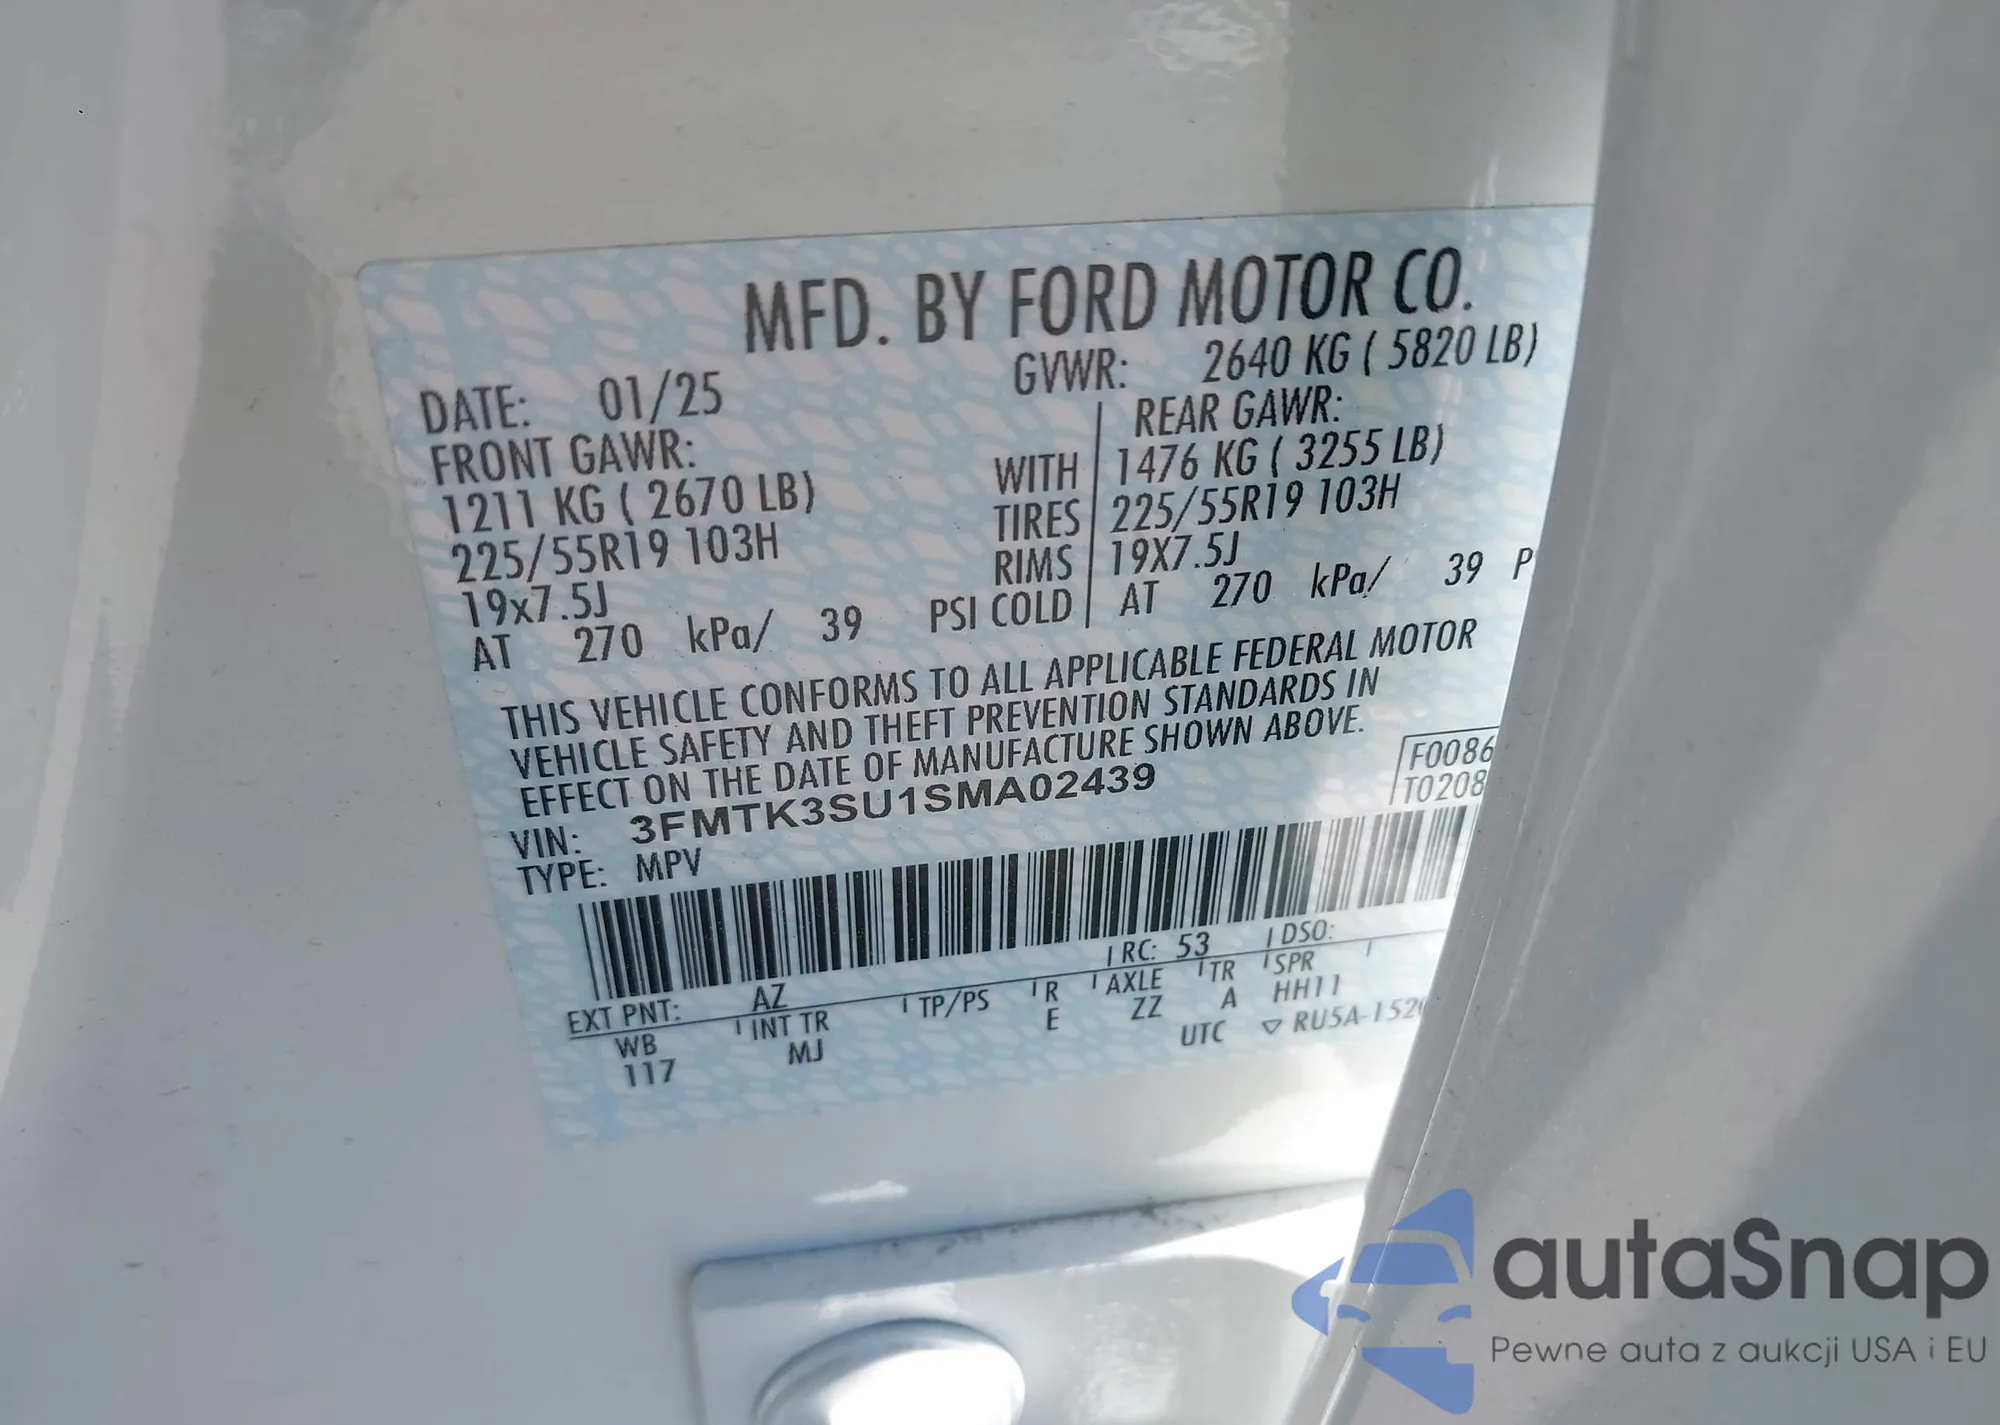 MFD. BY FORD MOTOR CO.
DATE: 01/25 GVWR: 2640 KG ( 5820 LB)
FRONT GAWR: REAR GAWR:
1211 KG ( 2670 LB) WITH 1476 KG ( 3255 LB)
225/55R19 103H TIRES 225/55R19 103H
19x7.5J RIMS 19X7.5J
AT 270 kPa/ 39 PSI COLD AT 270 kPa/ 39 P
THIS VEHICLE CONFORMS TO ALL APPLICABLE FEDERAL MOTOR
VEHICLE SAFETY AND THEFT PREVENTION STANDARDS IN
EFFECT ON THE DATE OF MANUFACTURE SHOWN ABOVE.
VIN: 3FMTK3SU1SMA02439 F0086
TYPE: MPV T0208
EXT PNT: AZ RC: 53 DSO:
WB INT TR TP/PS R AXLE TR SPR
117 MJ E ZZ A HH11
UTC ▽ RU5A-1520
autaSnap
Pewne auta z aukcji USA i EU